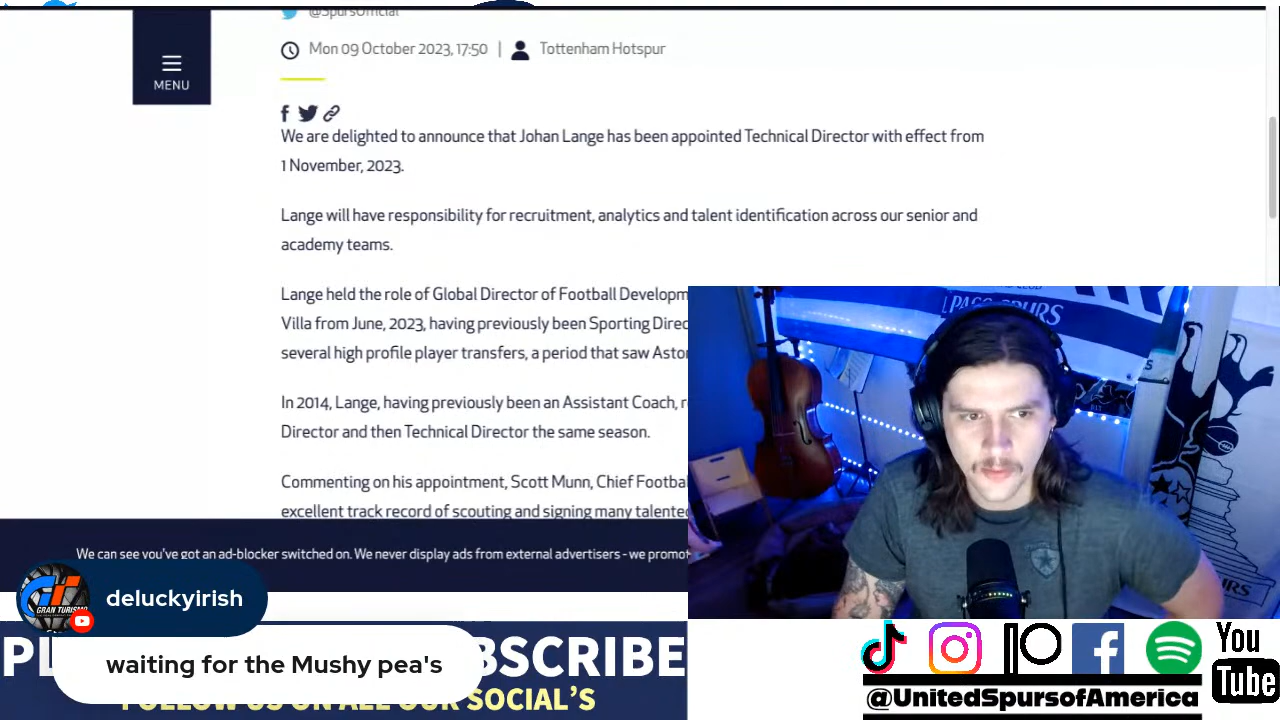 @SpursOfficial
Mon 09 October 2023, 17:50 | Tottenham Hotspur
MENU
We are delighted to announce that Johan Lange has been appointed Technical Director with effect from
1 November, 2023.
Lange will have responsibility for recruitment, analytics and talent identification across our senior and
academy teams.
Lange held the role of Global Director of Football Developm
Villa from June, 2023, having previously been Sporting Direc
several high profile player transfers, a period that saw Asto
In 2014, Lange, having previously been an Assistant Coach, r
Director and then Technical Director the same season.
Commenting on his appointment, Scott Munn, Chief Footbal
excellent track record of scouting and signing many talented
We can see you've got an ad-blocker switched on. We never display ads from external advertisers - we promot
PASO SPURS
SPURS
GRAN TURISMO
deluckyirish
waiting for the Mushy pea's
PL BSCRIBE
FOLLOW US ON ALL OUR SOCIAL'S
You
Tube
@UnitedSpursofAmerica